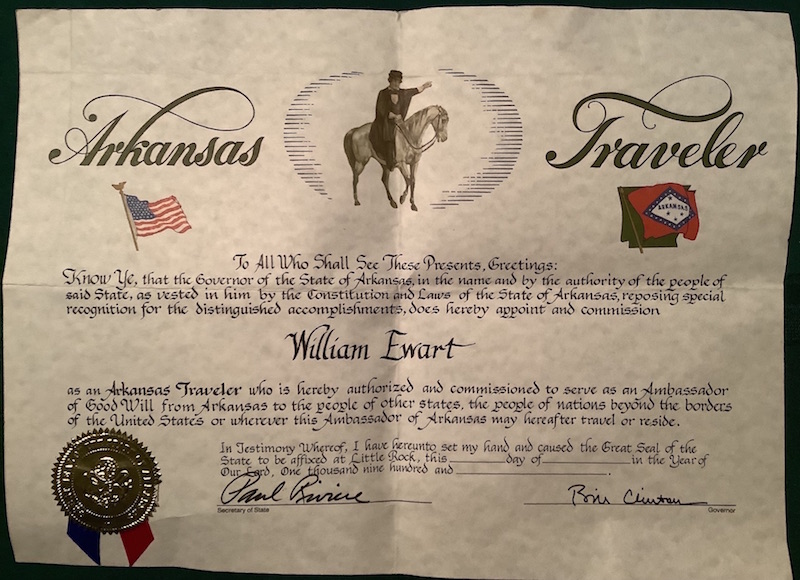 Arkansas Traveler
ARKANSAS
To All Who Shall See These Presents, Greetings:
Know Ye, that the Governor of the State of Arkansas, in the name and by the authority of the people of
said State, as vested in him by the Constitution and Laws of the State of Arkansas, reposing special
recognition for the distinguished accomplishments, does hereby appoint and commission
William Ewart
as an Arkansas Traveler who is hereby authorized and commissioned to serve as an Ambassador
of Good Will from Arkansas to the people of other states, the people of nations beyond the borders
of the United States or wherever this Ambassador of Arkansas may hereafter travel or reside.
In Testimony Whereof, I have hereunto set my hand and caused the Great Seal of the
State to be affixed at Little Rock, this day of in the Year of
Our Lord, One thousand nine hundred and .
Paul Riviere Bill Clinton
Secretary of State Governor